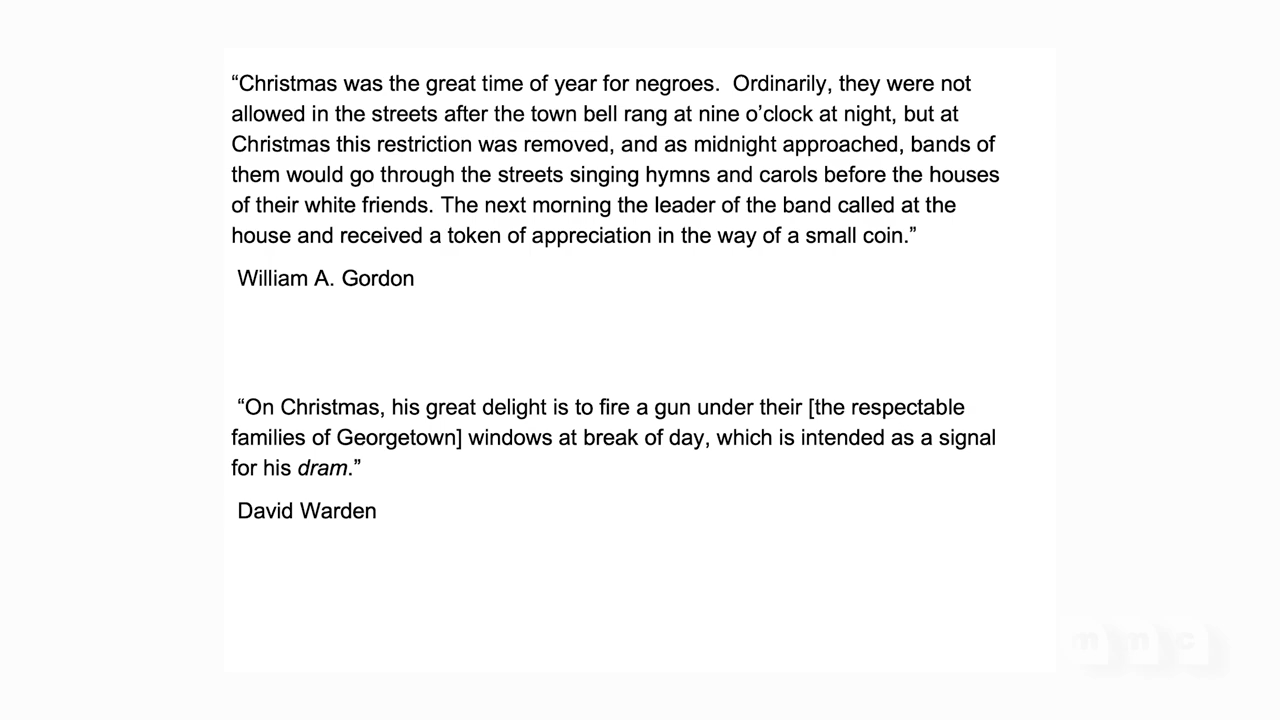 “Christmas was the great time of year for negroes.  Ordinarily, they were not
allowed in the streets after the town bell rang at nine o’clock at night, but at
Christmas this restriction was removed, and as midnight approached, bands of
them would go through the streets singing hymns and carols before the houses
of their white friends. The next morning the leader of the band called at the
house and received a token of appreciation in the way of a small coin.”
William A. Gordon
“On Christmas, his great delight is to fire a gun under their [the respectable
families of Georgetown] windows at break of day, which is intended as a signal
for his dram.”
David Warden
mnc